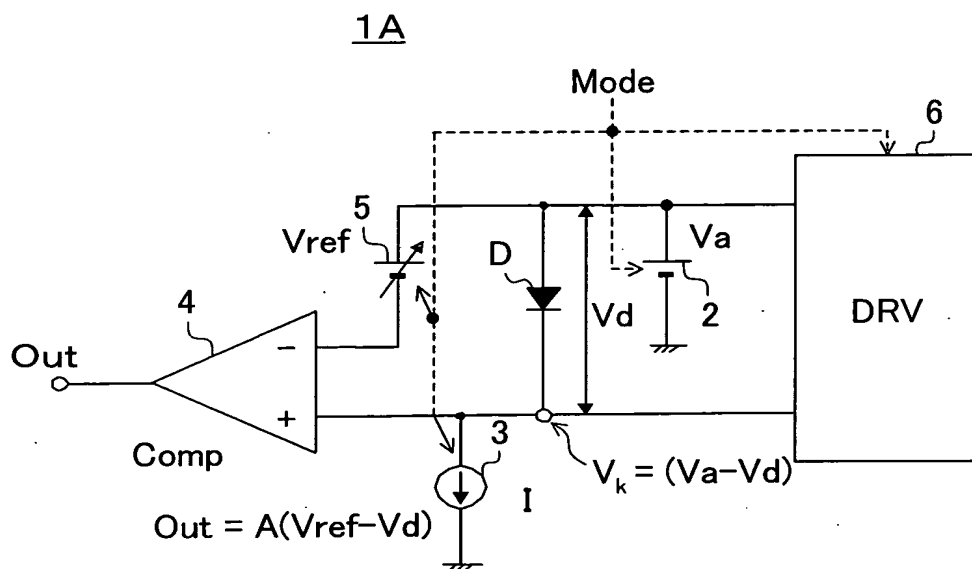 1A
Mode
6
5
Vref
Va
D
4
Vd
2
DRV
Out
−
+
Comp
3
I
Vk = (Va−Vd)
Out = A(Vref−Vd)